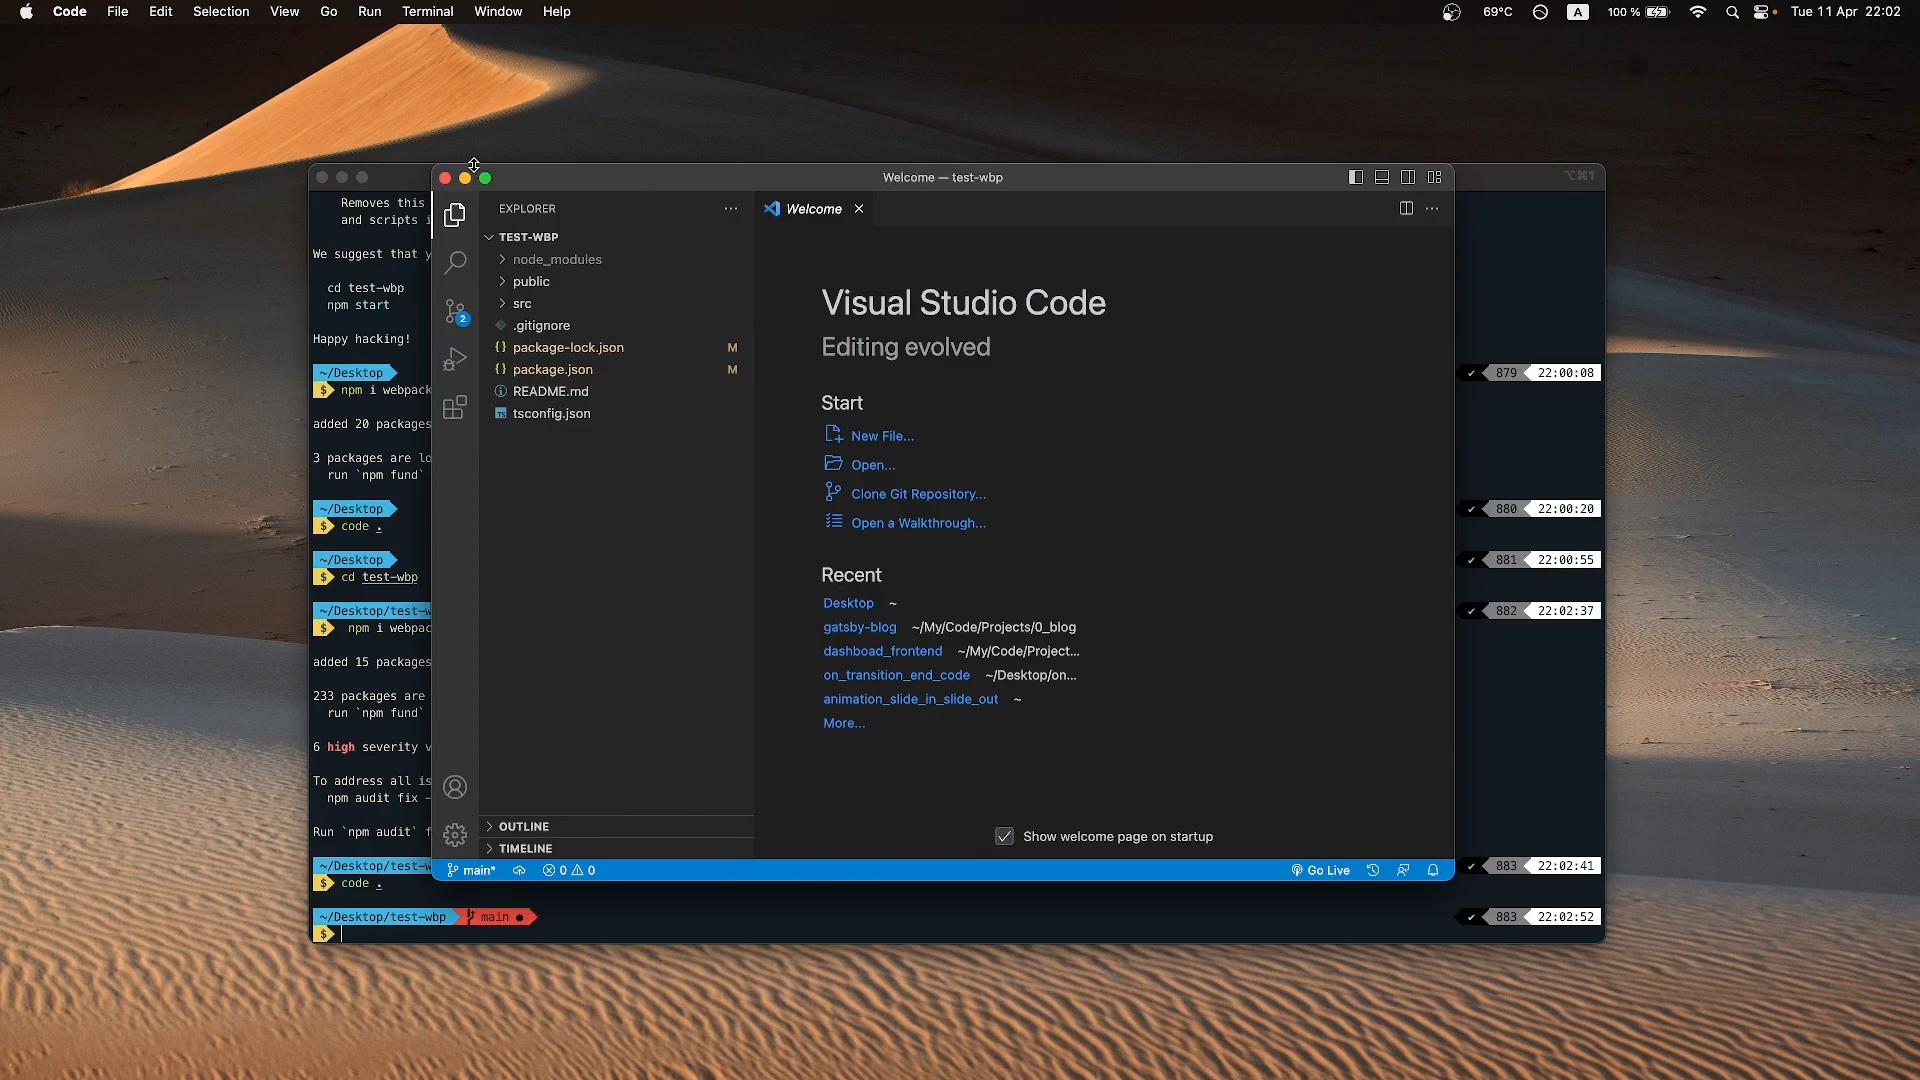 Code File Edit Selection View Go Run Terminal Window Help
69°C A 100 % Tue 11 Apr 22:02
Welcome — test-wbp
⌥⌘1
Removes this
and scripts
We suggest that
cd test-wbp
npm start
Happy hacking!
~/Desktop
$ npm i webpack
added 20 packages
3 packages are
run `npm fund`
~/Desktop
$ code .
~/Desktop
$ cd test-wbp
~/Desktop/test-w
$ npm i webpac
added 15 packages
233 packages are
run `npm fund`
6 high severity
To address all
npm audit fix
Run `npm audit`
~/Desktop/test-w
$ code .
~/Desktop/test-wbp main ●
$
EXPLORER ···
TEST-WBP
node_modules
public
src
.gitignore
{} package-lock.json M
{} package.json M
README.md
TS tsconfig.json
2
OUTLINE
TIMELINE
Welcome
Visual Studio Code
Editing evolved
Start
New File...
Open...
Clone Git Repository...
Open a Walkthrough...
Recent
Desktop ~
gatsby-blog ~/My/Code/Projects/0_blog
dashboad_frontend ~/My/Code/Project...
on_transition_end_code ~/Desktop/on...
animation_slide_in_slide_out ~
More...
Show welcome page on startup
main* 0 0 Go Live
✔ 879 22:00:08
✔ 880 22:00:20
✔ 881 22:00:55
✔ 882 22:02:37
✔ 883 22:02:41
✔ 883 22:02:52